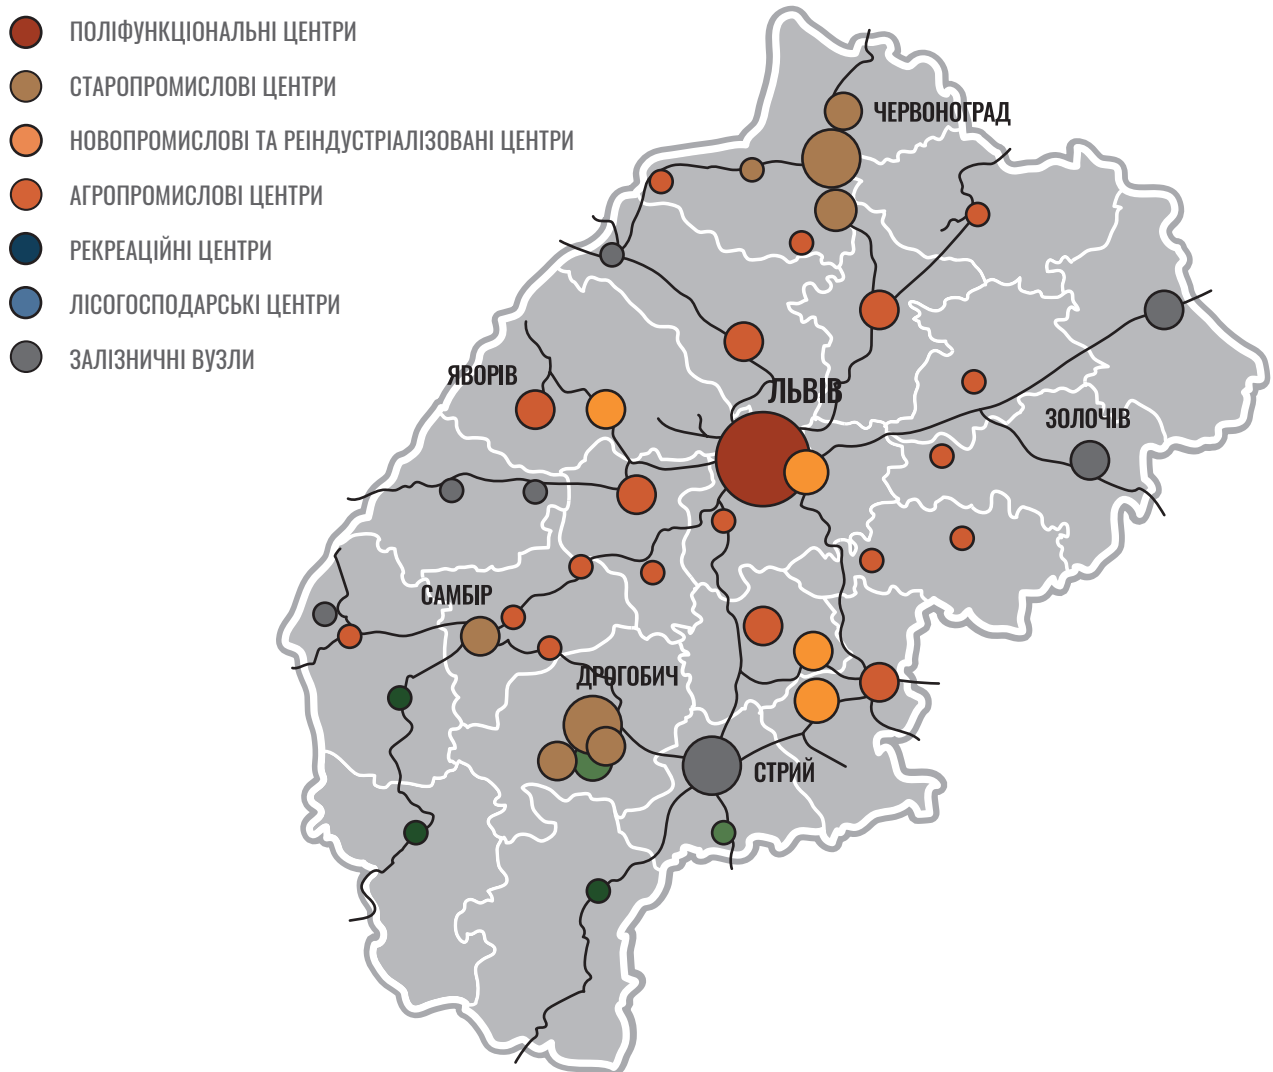 ПОЛІФУНКЦІОНАЛЬНІ ЦЕНТРИ
СТАРОПРОМИСЛОВІ ЦЕНТРИ
НОВОПРОМИСЛОВІ ТА РЕІНДУСТРІАЛІЗОВАНІ ЦЕНТРИ
АГРОПРОМИСЛОВІ ЦЕНТРИ
РЕКРЕАЦІЙНІ ЦЕНТРИ
ЛІСОГОСПОДАРСЬКІ ЦЕНТРИ
ЗАЛІЗНИЧНІ ВУЗЛИ
ЧЕРВОНОГРАД
ЯВОРІВ
ЛЬВІВ
ЗОЛОЧІВ
САМБІР
ДРОГОБИЧ
СТРИЙ